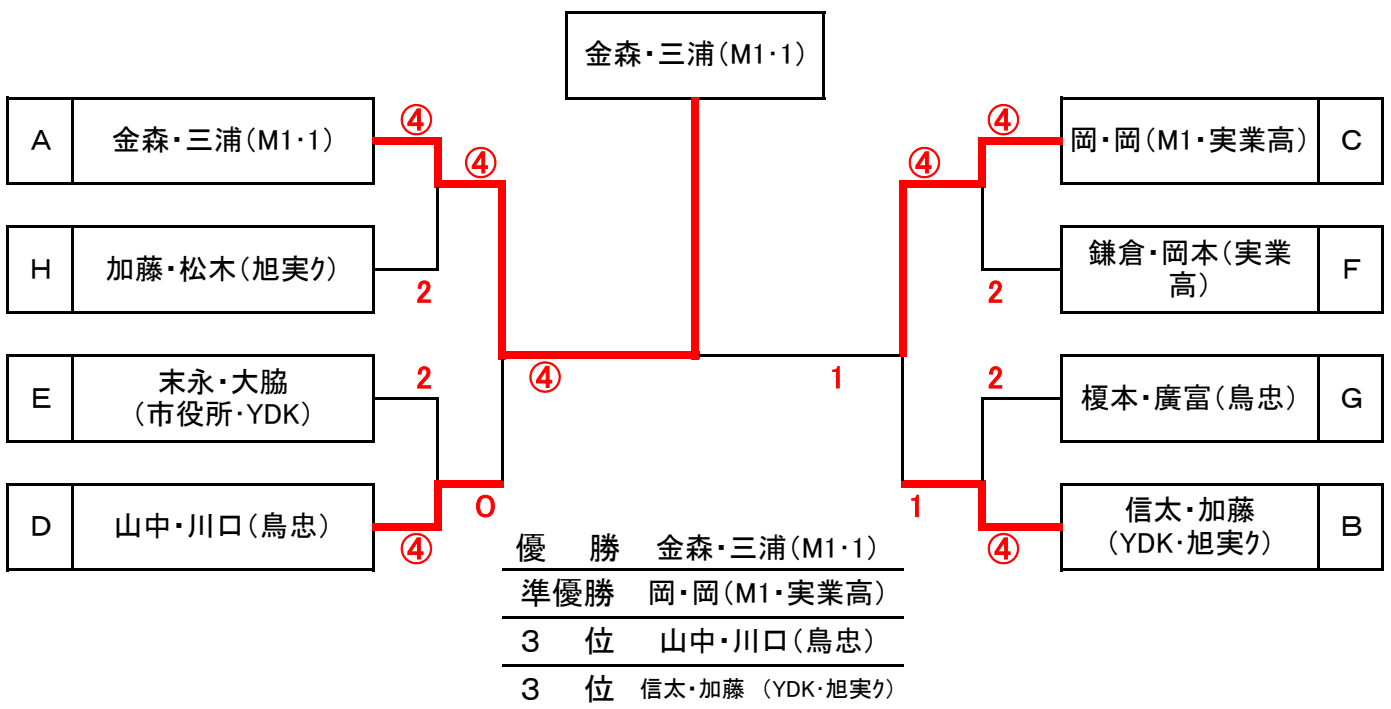 金森・三浦(M1・1)
A 金森・三浦(M1・1)
④
④
H 加藤・松木(旭実ｸ)
2
E 末永・大脇
(市役所・YDK)
2
D 山中・川口(鳥忠)
④
0
④
1
④
④
岡・岡(M1・実業高) C
鎌倉・岡本(実業
高) F
2
2
榎本・廣富(鳥忠) G
1
④
信太・加藤
(YDK・旭実ｸ) B
優 勝 金森・三浦(M1・1)
準優勝 岡・岡(M1・実業高)
３ 位 山中・川口(鳥忠)
３ 位 信太・加藤 (YDK・旭実ｸ)